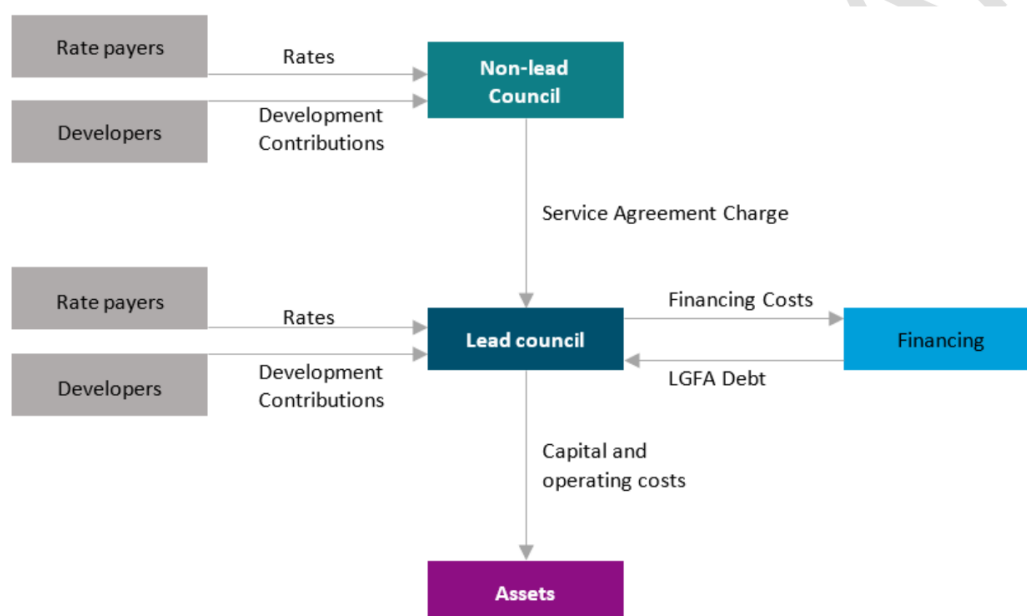 Rate payers
Rates
Developers
Development
Contributions
Non-lead
Council
Service Agreement Charge
Rate payers
Rates
Developers
Development
Contributions
Lead council
Financing Costs
LGFA Debt
Financing
Capital and
operating costs
Assets